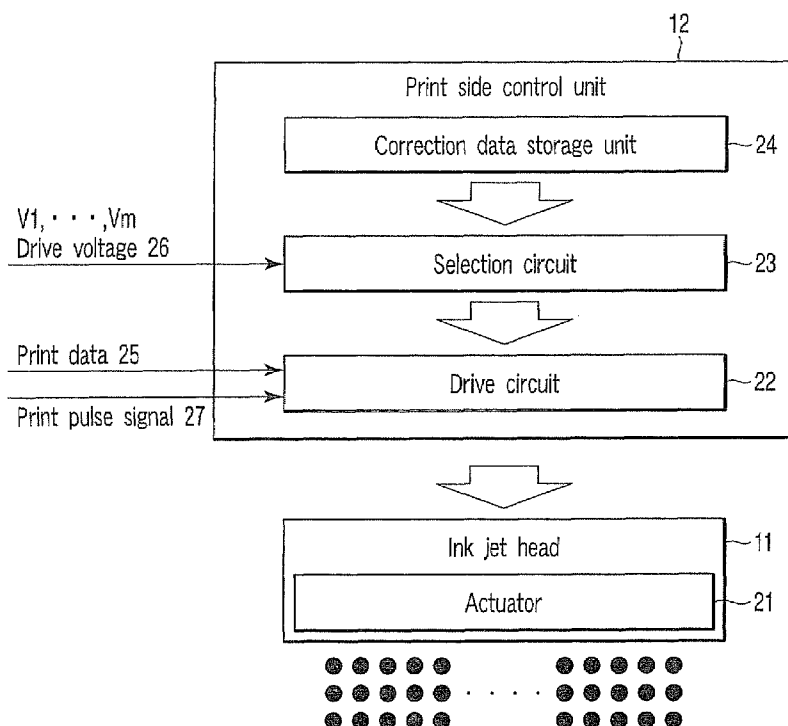 12
Print side control unit
Correction data storage unit
24
V1, · · · ,Vm
Drive voltage 26
Selection circuit
23
Print data 25
Drive circuit
22
Print pulse signal 27
Ink jet head
11
Actuator
21
· · · ·